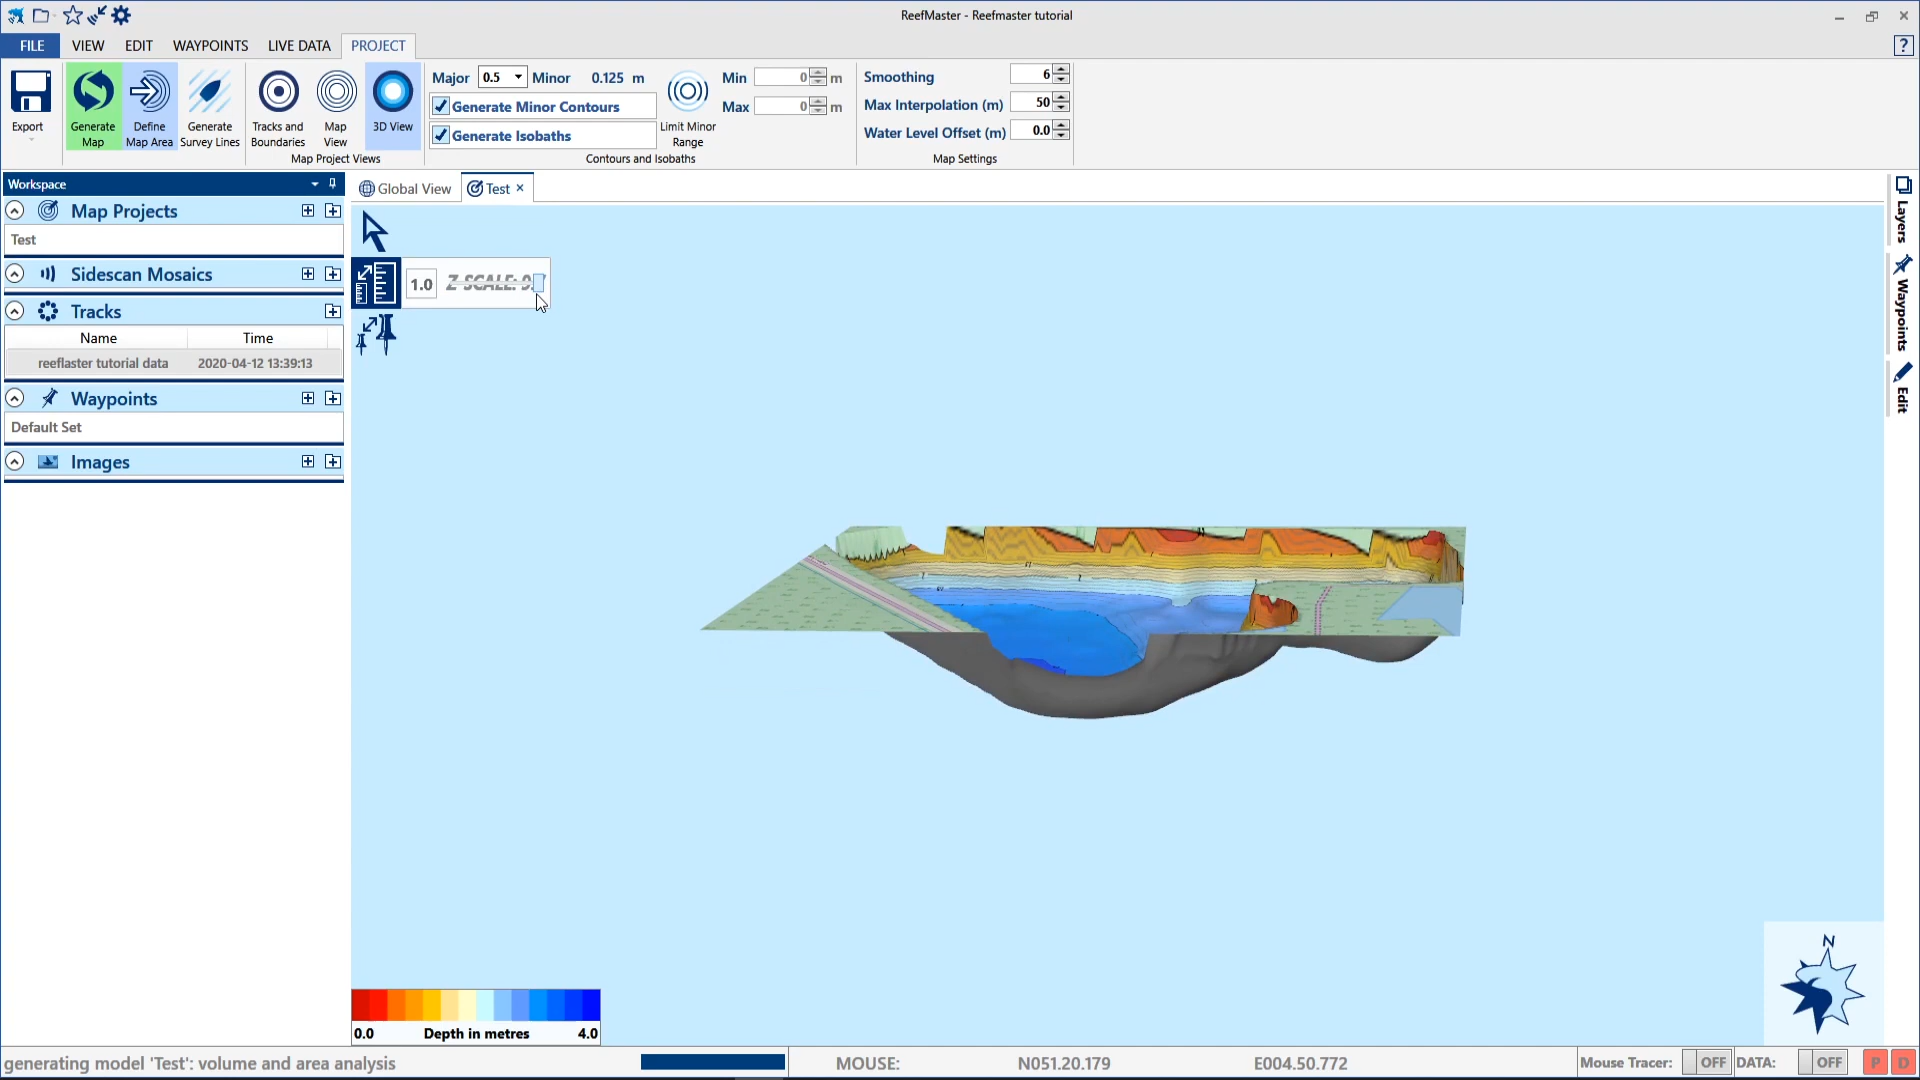 ReefMaster - Reefmaster tutorial
FILE VIEW EDIT WAYPOINTS LIVE DATA PROJECT
?
Export
Generate Map
Define Map Area
Generate Survey Lines
Tracks and Boundaries
Map View
3D View
Map Project Views
Major 0.5 Minor 0.125 m
Generate Minor Contours
Generate Isobaths
Limit Minor Range
Min 0 m
Max 0 m
Contours and Isobaths
Smoothing 6
Max Interpolation (m) 50
Water Level Offset (m) 0.0
Map Settings
Workspace
Map Projects
Test
Sidescan Mosaics
Tracks
Name Time
reeflaster tutorial data 2020-04-12 13:39:13
Waypoints
Default Set
Images
Global View
Test
1.0 Z-SCALE: 9.
Layers
Waypoints
Edit
N
0.0 Depth in metres 4.0
generating model 'Test': volume and area analysis
MOUSE: N051.20.179 E004.50.772
Mouse Tracer: OFF DATA: OFF P D